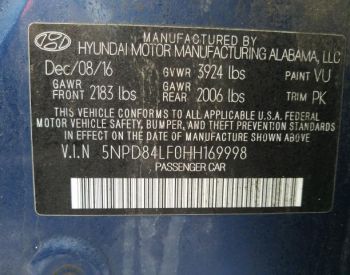 MANUFACTURED BY
HYUNDAI MOTOR MANUFACTURING ALABAMA, LLC
Dec/08/16 GVWR 3924 lbs PAINT VU
GAWR FRONT 2183 lbs GAWR REAR 2006 lbs TRIM PK
THIS VEHICLE CONFORMS TO ALL APPLICABLE U.S. FEDERAL
MOTOR VEHICLE SAFETY, BUMPER, AND THEFT PREVENTION STANDARDS
IN EFFECT ON THE DATE OF MANUFACTURE SHOWN ABOVE.
V.I.N 5NPD84LF0HH169998
PASSENGER CAR